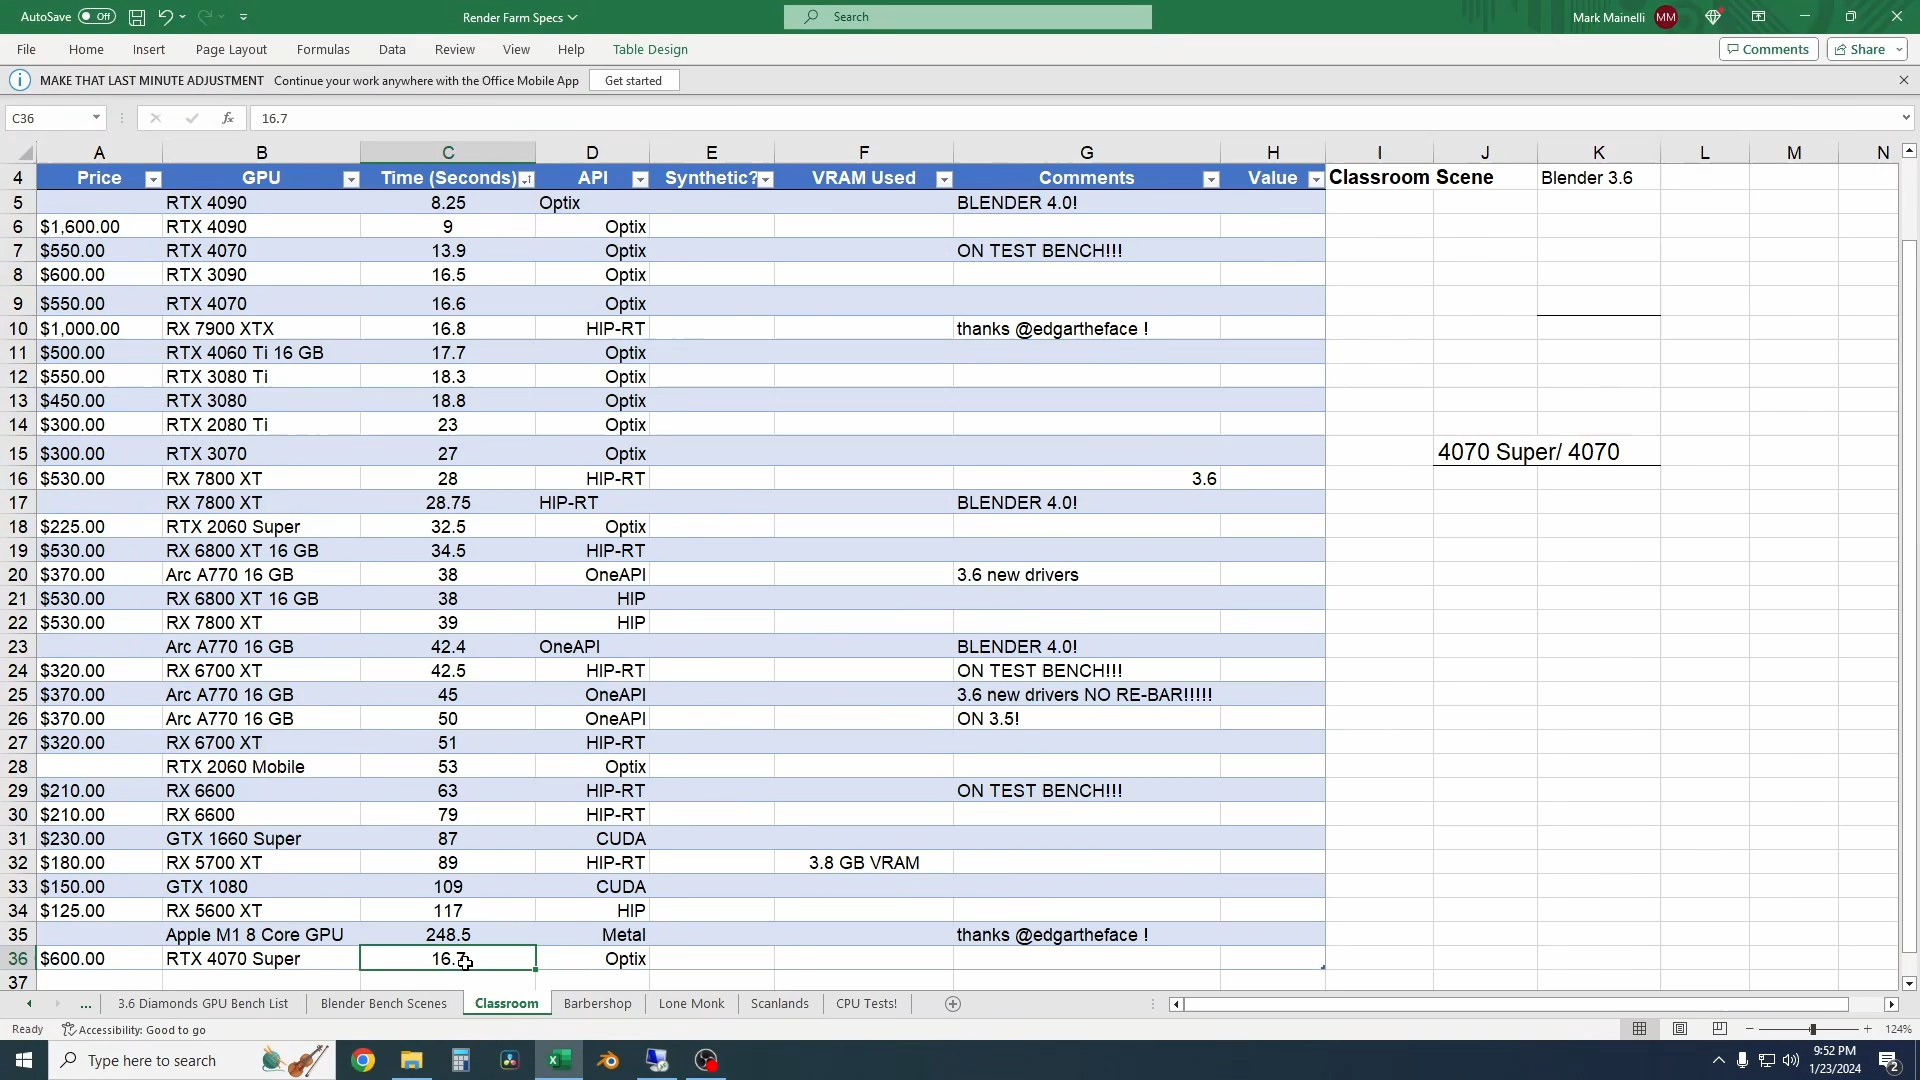 AutoSave Off Render Farm Specs Search Mark Mainelli MM
File Home Insert Page Layout Formulas Data Review View Help Table Design Comments Share
MAKE THAT LAST MINUTE ADJUSTMENT Continue your work anywhere with the Office Mobile App Get started
C36 fx 16.7
A B C D E F G H I J K L M N
4 Price GPU Time (Seconds) API Synthetic? VRAM Used Comments Value Classroom Scene Blender 3.6
5 RTX 4090 8.25 Optix BLENDER 4.0!
6 $1,600.00 RTX 4090 9 Optix
7 $550.00 RTX 4070 13.9 Optix ON TEST BENCH!!!
8 $600.00 RTX 3090 16.5 Optix
9 $550.00 RTX 4070 16.6 Optix
10 $1,000.00 RX 7900 XTX 16.8 HIP-RT thanks @edgartheface !
11 $500.00 RTX 4060 Ti 16 GB 17.7 Optix
12 $550.00 RTX 3080 Ti 18.3 Optix
13 $450.00 RTX 3080 18.8 Optix
14 $300.00 RTX 2080 Ti 23 Optix
15 $300.00 RTX 3070 27 Optix 4070 Super/ 4070
16 $530.00 RX 7800 XT 28 HIP-RT 3.6
17 RX 7800 XT 28.75 HIP-RT BLENDER 4.0!
18 $225.00 RTX 2060 Super 32.5 Optix
19 $530.00 RX 6800 XT 16 GB 34.5 HIP-RT
20 $370.00 Arc A770 16 GB 38 OneAPI 3.6 new drivers
21 $530.00 RX 6800 XT 16 GB 38 HIP
22 $530.00 RX 7800 XT 39 HIP
23 Arc A770 16 GB 42.4 OneAPI BLENDER 4.0!
24 $320.00 RX 6700 XT 42.5 HIP-RT ON TEST BENCH!!!
25 $370.00 Arc A770 16 GB 45 OneAPI 3.6 new drivers NO RE-BAR!!!!!
26 $370.00 Arc A770 16 GB 50 OneAPI ON 3.5!
27 $320.00 RX 6700 XT 51 HIP-RT
28 RTX 2060 Mobile 53 Optix
29 $210.00 RX 6600 63 HIP-RT ON TEST BENCH!!!
30 $210.00 RX 6600 79 HIP-RT
31 $230.00 GTX 1660 Super 87 CUDA
32 $180.00 RX 5700 XT 89 HIP-RT 3.8 GB VRAM
33 $150.00 GTX 1080 109 CUDA
34 $125.00 RX 5600 XT 117 HIP
35 Apple M1 8 Core GPU 248.5 Metal thanks @edgartheface !
36 $600.00 RTX 4070 Super 16.7 Optix
37
... 3.6 Diamonds GPU Bench List Blender Bench Scenes Classroom Barbershop Lone Monk Scanlands CPU Tests!
Ready Accessibility: Good to go 124%
Type here to search 9:52 PM
1/23/2024 2